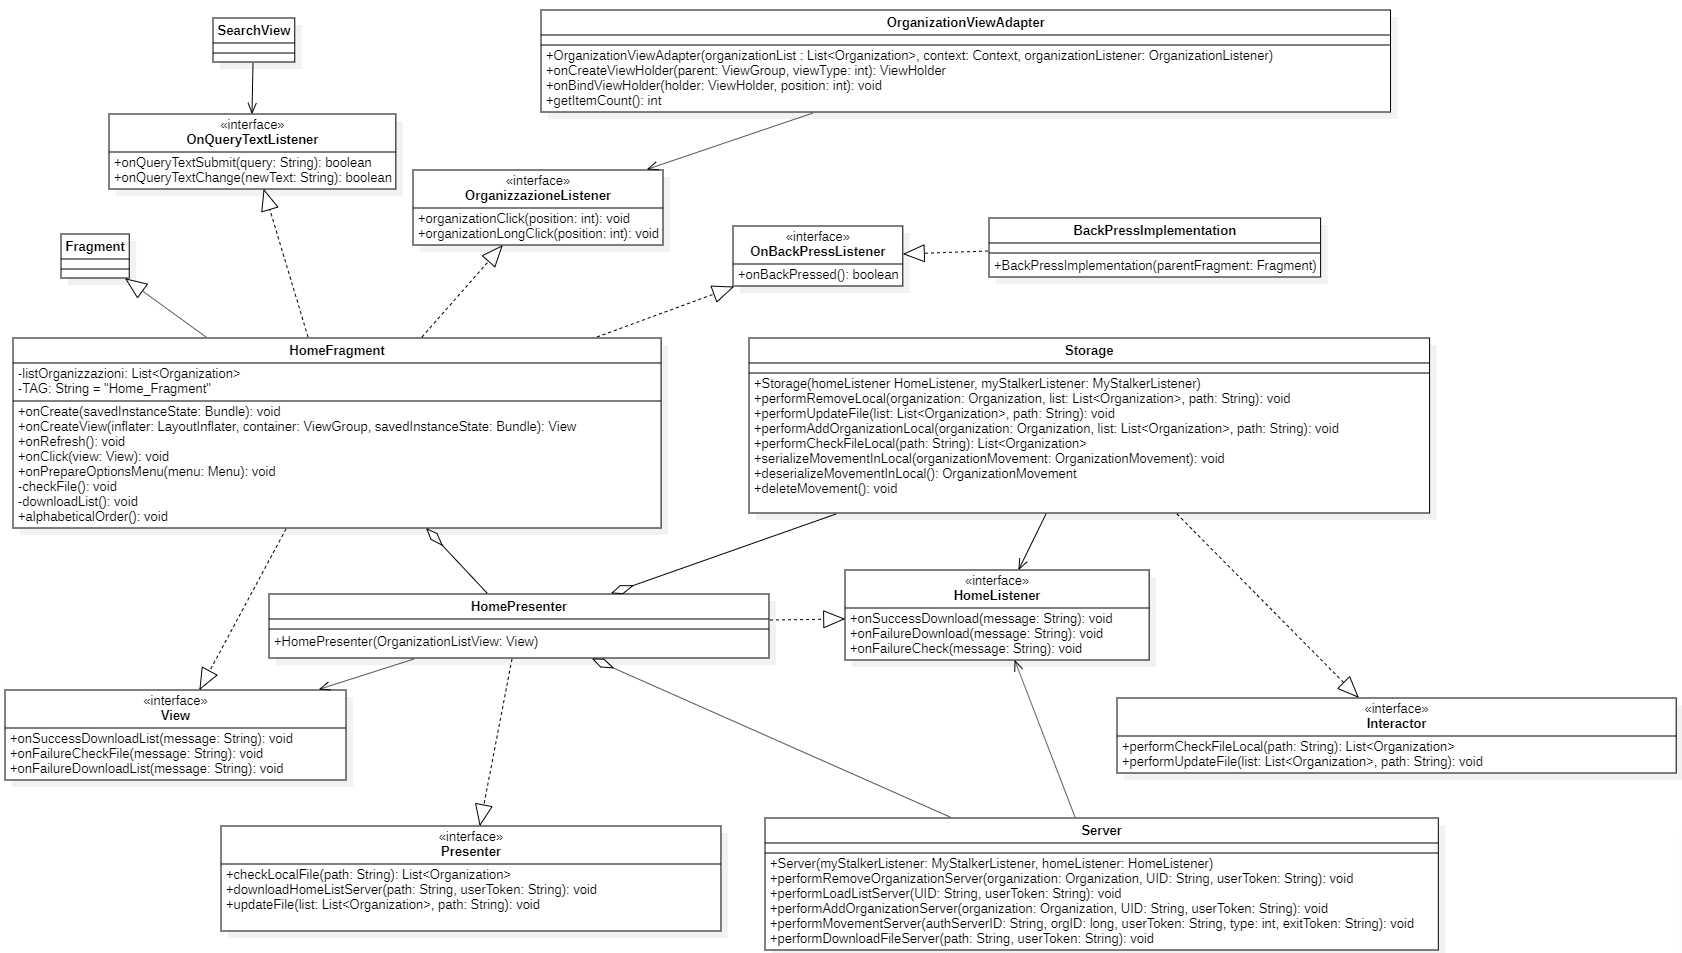 SearchView
OrganizationViewAdapter
+OrganizationViewAdapter(organizationList : List<Organization>, context: Context, organizationListener: OrganizationListener)
+onCreateViewHolder(parent: ViewGroup, viewType: int): ViewHolder
+onBindViewHolder(holder: ViewHolder, position: int): void
+getItemCount(): int
«interface»
OnQueryTextListener
+onQueryTextSubmit(query: String): boolean
+onQueryTextChange(newText: String): boolean
«interface»
OrganizzazioneListener
+organizationClick(position: int): void
+organizationLongClick(position: int): void
Fragment
«interface»
OnBackPressListener
+onBackPressed(): boolean
BackPressImplementation
+BackPressImplementation(parentFragment: Fragment)
HomeFragment
-listOrganizzazioni: List<Organization>
-TAG: String = "Home_Fragment"
+onCreate(savedInstanceState: Bundle): void
+onCreateView(inflater: LayoutInflater, container: ViewGroup, savedInstanceState: Bundle): View
+onRefresh(): void
+onClick(view: View): void
+onPrepareOptionsMenu(menu: Menu): void
-checkFile(): void
-downloadList(): void
+alphabeticalOrder(): void
Storage
+Storage(homeListener HomeListener, myStalkerListener: MyStalkerListener)
+performRemoveLocal(organization: Organization, list: List<Organization>, path: String): void
+performUpdateFile(list: List<Organization>, path: String): void
+performAddOrganizationLocal(organization: Organization, list: List<Organization>, path: String): void
+performCheckFileLocal(path: String): List<Organization>
+serializeMovementInLocal(organizationMovement: OrganizationMovement): void
+deserializeMovementInLocal(): OrganizationMovement
+deleteMovement(): void
HomePresenter
+HomePresenter(OrganizationListView: View)
«interface»
HomeListener
+onSuccessDownload(message: String): void
+onFailureDownload(message: String): void
+onFailureCheck(message: String): void
«interface»
View
+onSuccessDownloadList(message: String): void
+onFailureCheckFile(message: String): void
+onFailureDownloadList(message: String): void
«interface»
Interactor
+performCheckFileLocal(path: String): List<Organization>
+performUpdateFile(list: List<Organization>, path: String): void
«interface»
Presenter
+checkLocalFile(path: String): List<Organization>
+downloadHomeListServer(path: String, userToken: String): void
+updateFile(list: List<Organization>, path: String): void
Server
+Server(myStalkerListener: MyStalkerListener, homeListener: HomeListener)
+performRemoveOrganizationServer(organization: Organization, UID: String, userToken: String): void
+performLoadListServer(UID: String, userToken: String): void
+performAddOrganizationServer(organization: Organization, UID: String, userToken: String): void
+performMovementServer(authServerID: String, orgID: long, userToken: String, type: int, exitToken: String): void
+performDownloadFileServer(path: String, userToken: String): void